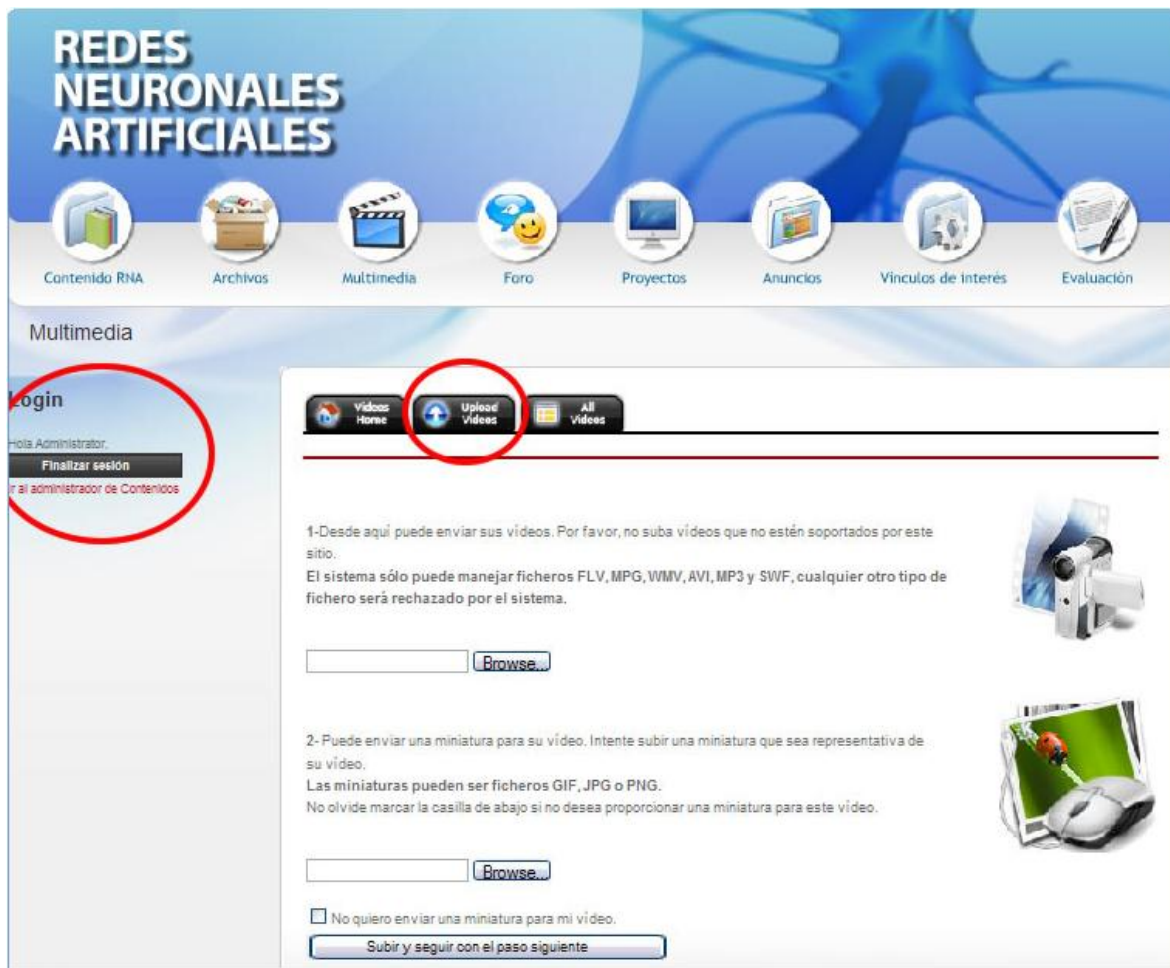 REDES
NEURONALES
ARTIFICIALES
Contenido RNA
Archivos
Multimedia
Foro
Proyectos
Anuncios
Vínculos de interés
Evaluación
Multimedia
Login
Hola Administrator.
Finalizar sesión
Ir al administrador de Contenidos
Videos
Home
Upload
Videos
All
Videos
1-Desde aquí puede enviar sus vídeos. Por favor, no suba vídeos que no estén soportados por este
sitio.
El sistema sólo puede manejar ficheros FLV, MPG, WMV, AVI, MP3 y SWF, cualquier otro tipo de
fichero será rechazado por el sistema.
Browse...
2- Puede enviar una miniatura para su vídeo. Intente subir una miniatura que sea representativa de
su vídeo.
Las miniaturas pueden ser ficheros GIF, JPG o PNG.
No olvide marcar la casilla de abajo si no desea proporcionar una miniatura para este vídeo.
Browse...
No quiero enviar una miniatura para mi vídeo.
Subir y seguir con el paso siguiente